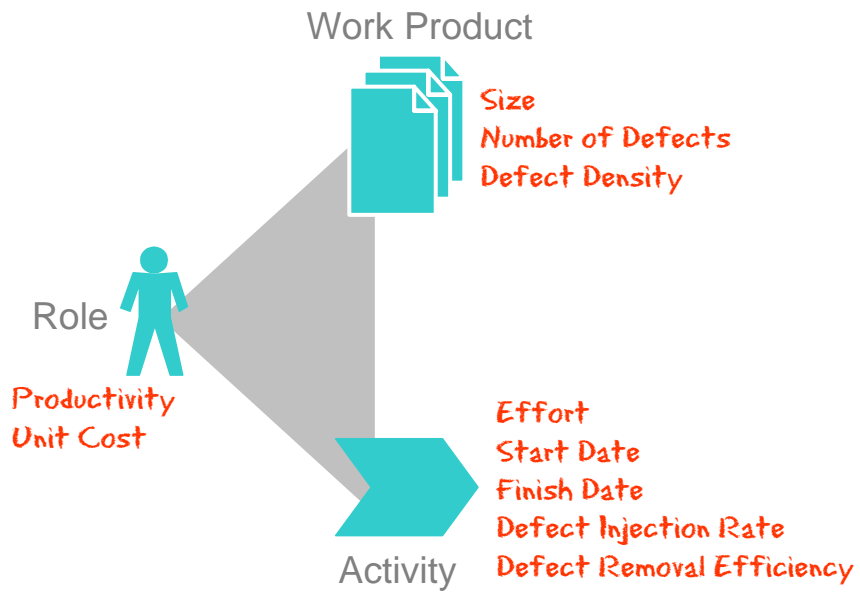 Work Product
Size
Number of Defects
Defect Density
Role
Productivity
Unit Cost
Effort
Start Date
Finish Date
Defect Injection Rate
Defect Removal Efficiency
Activity